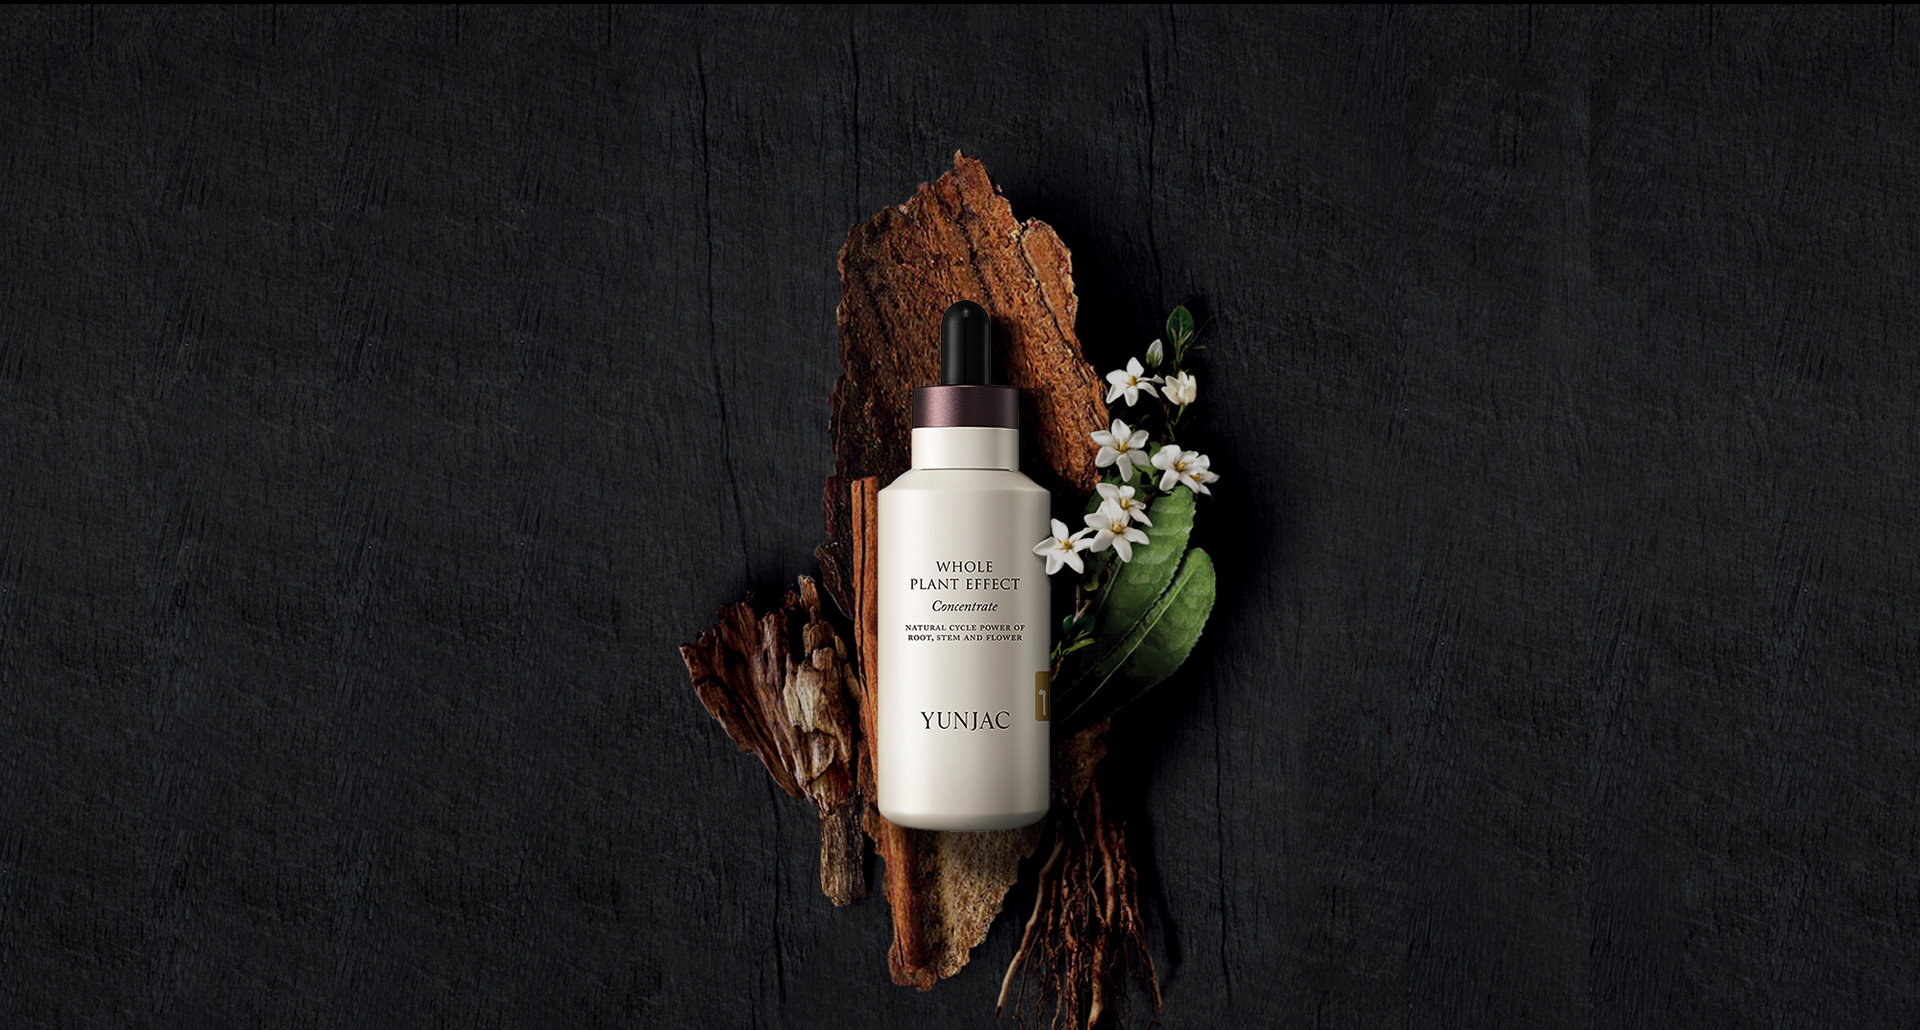 WHOLE
PLANT EFFECT
Concentrate
NATURAL CYCLE POWER OF
ROOT, STEM AND FLOWER
YUNJAC